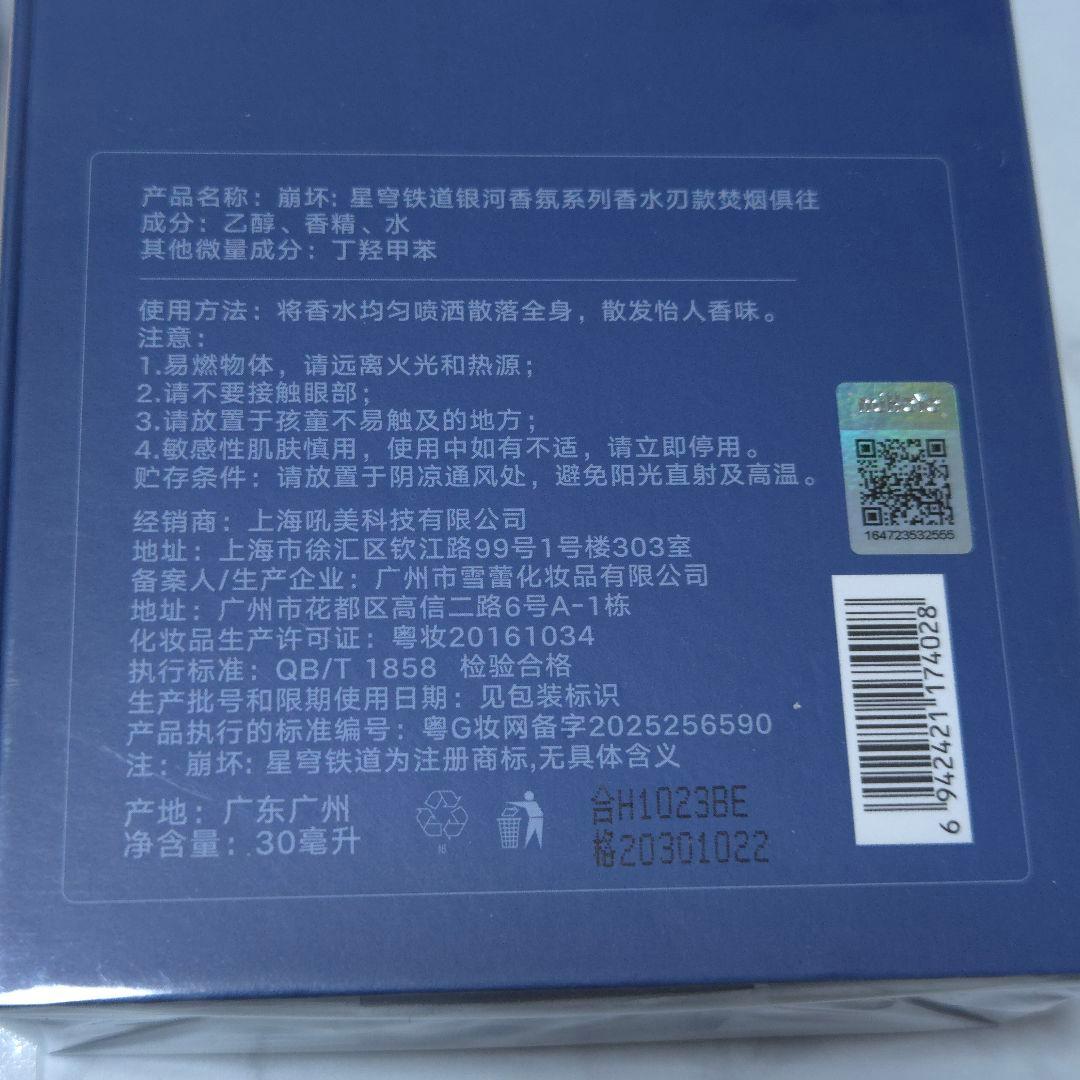 产品名称：崩坏：星穹铁道银河香氛系列香水刃款焚烟俱往
成分：乙醇、香精、水
其他微量成分：丁羟甲苯
使用方法：将香水均匀喷洒散落全身，散发怡人香味。
注意：
1.易燃物体，请远离火光和热源；
2.请不要接触眼部；
3.请放置于孩童不易触及的地方；
4.敏感性肌肤慎用，使用中如有不适，请立即停用。
贮存条件：请放置于阴凉通风处，避免阳光直射及高温。
经销商：上海吼美科技有限公司
地址：上海市徐汇区钦江路99号1号楼303室
备案人/生产企业：广州市雪蕾化妆品有限公司
地址：广州市花都区高信二路6号A-1栋
化妆品生产许可证：粤妆20161034
执行标准：QB/T 1858 检验合格
生产批号和限期使用日期：见包装标识
产品执行的标准编号：粤G妆网备字2025256590
注：崩坏：星穹铁道为注册商标,无具体含义
产地：广东广州
净含量：30毫升
合H1023BE
格20301022
miHoYo
164723532555
6942421174028